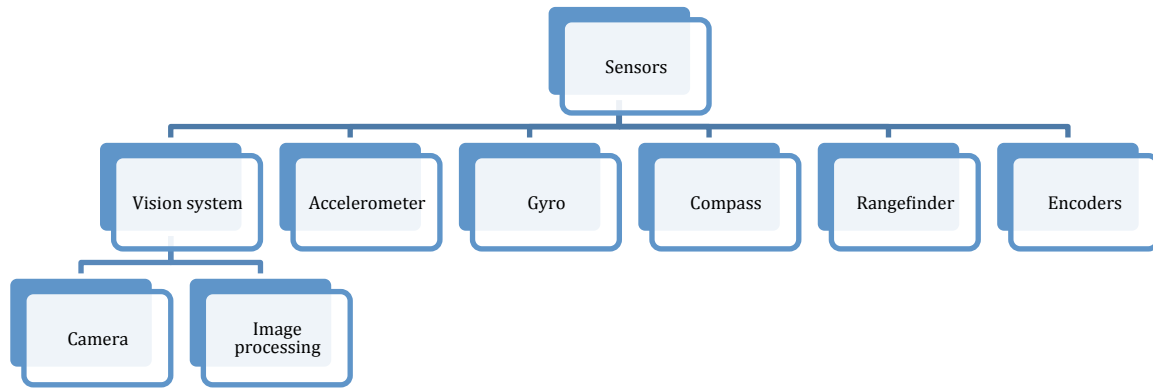 Sensors
Vision system
Accelerometer
Gyro
Compass
Rangefinder
Encoders
Camera
Image
processing